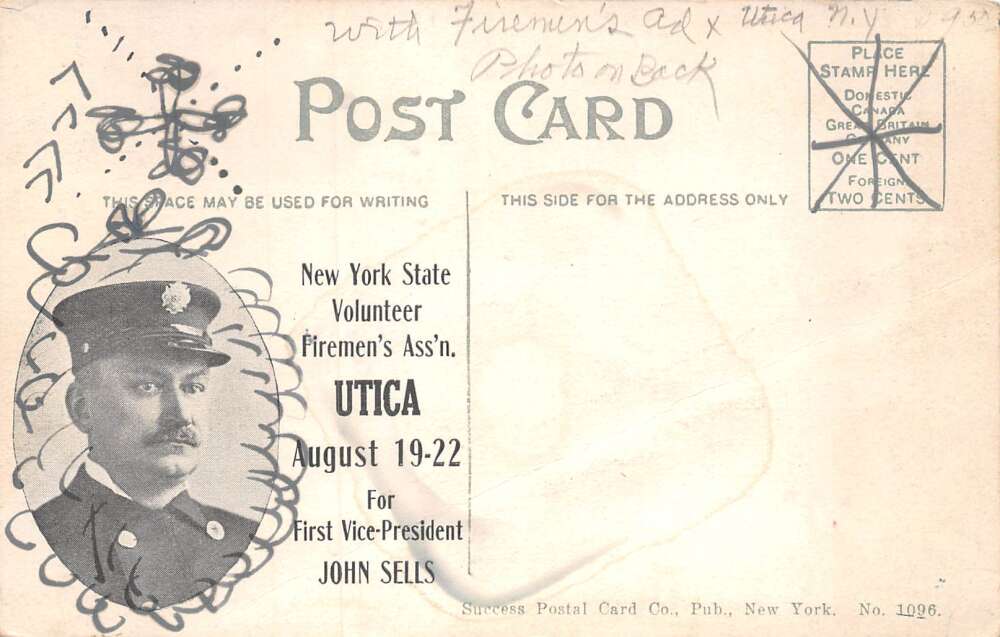 with Firemen's Ad x Utica N.Y
Photo on Back
POST CARD
PLACE
STAMP HERE
DOMESTIC
CANADA
GREAT BRITAIN
GERMANY
ONE CENT
FOREIGN
TWO CENTS
THIS SPACE MAY BE USED FOR WRITING
THIS SIDE FOR THE ADDRESS ONLY
New York State
Volunteer
Firemen's Ass'n.
UTICA
August 19-22
For
First Vice-President
JOHN SELLS
Success Postal Card Co., Pub., New York. No. 1096.